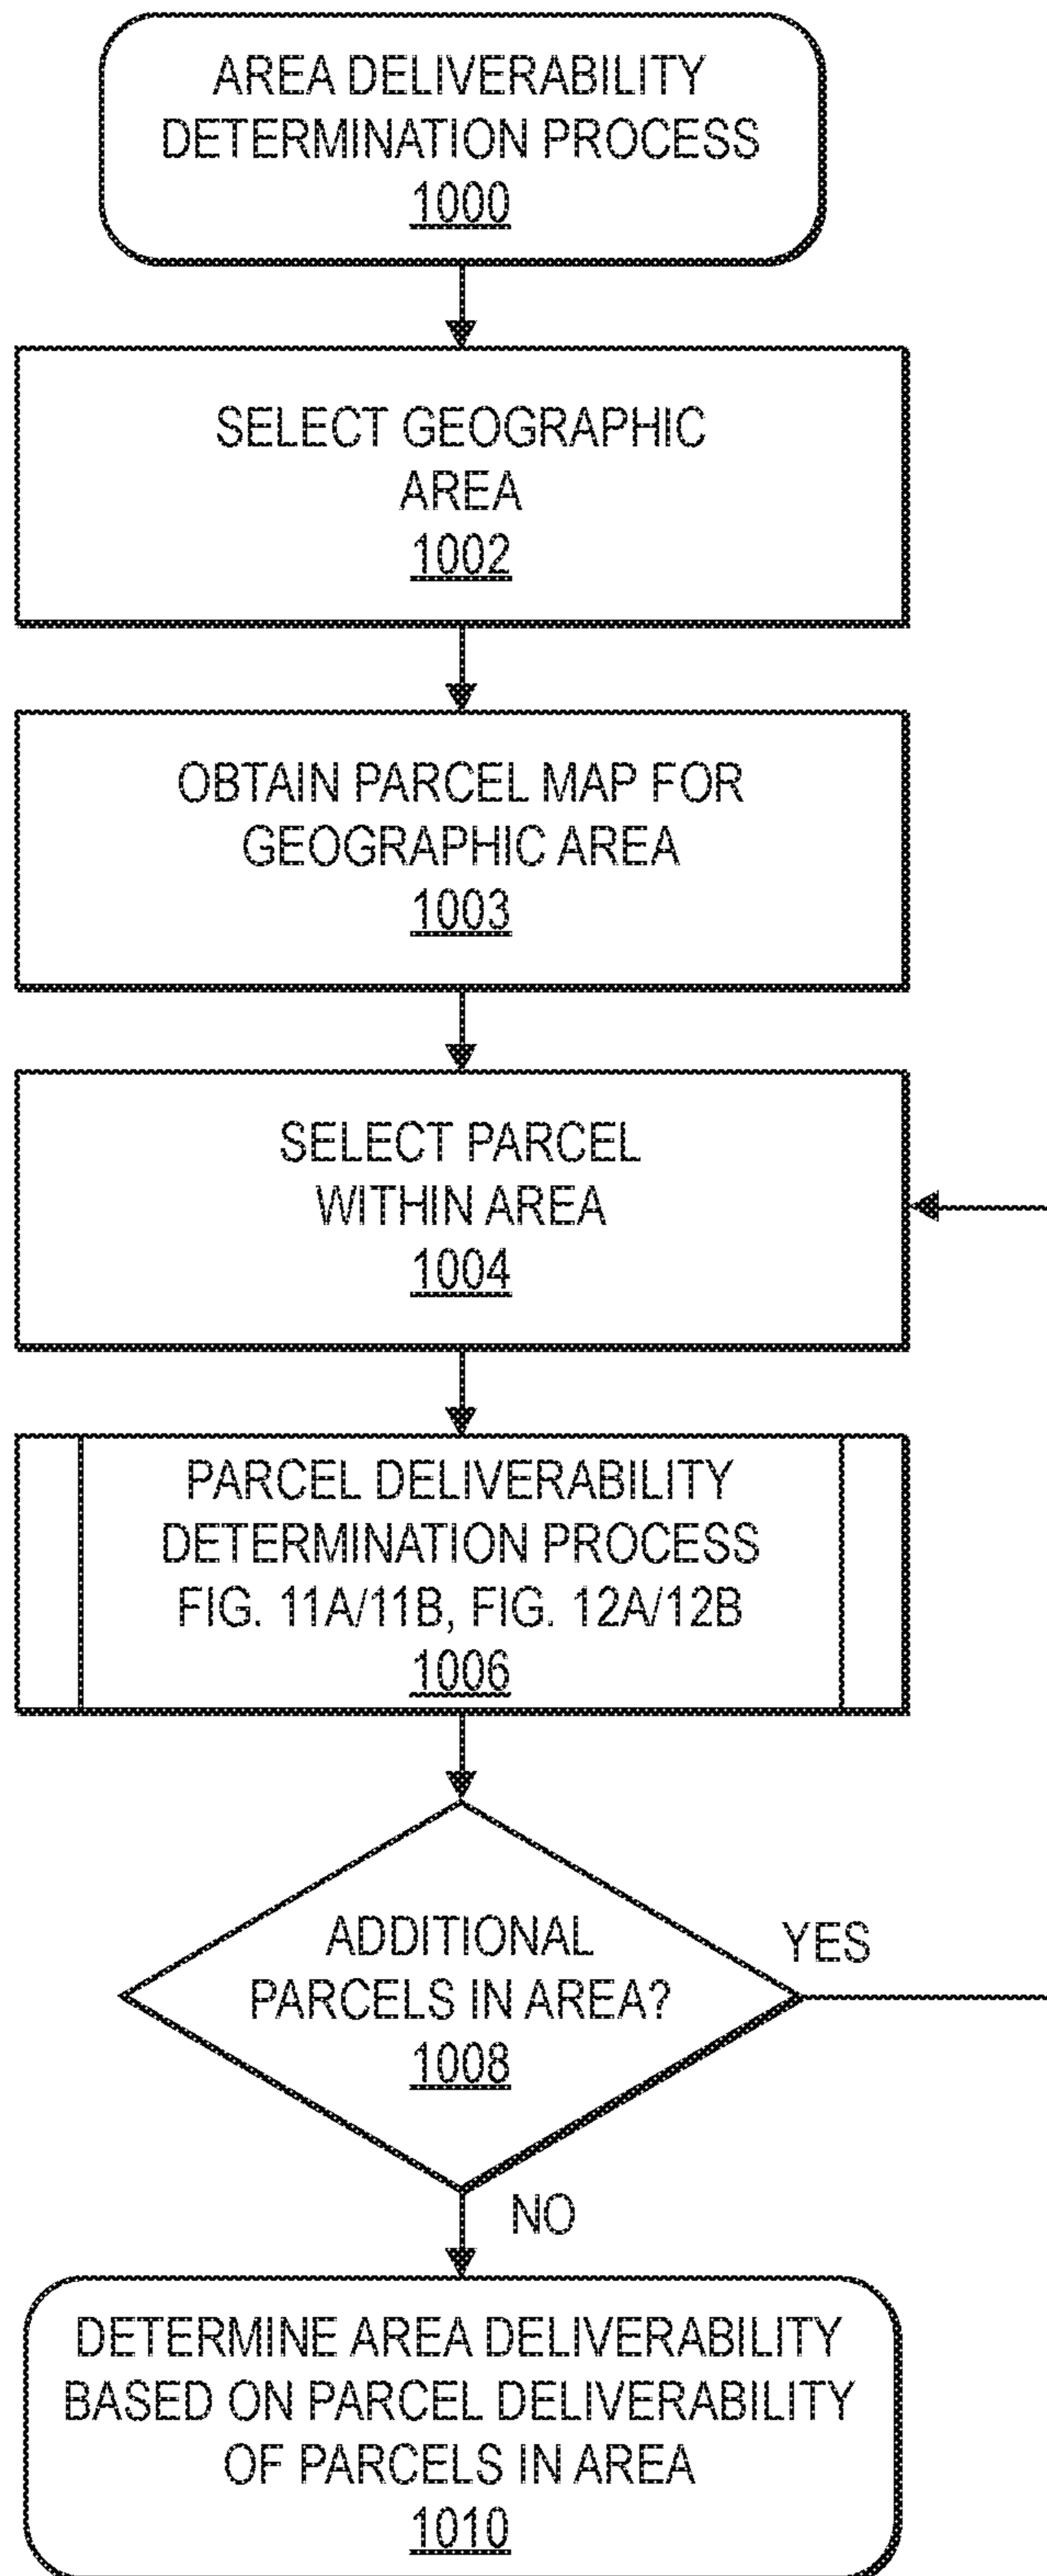 AREA DELIVERABILITY
DETERMINATION PROCESS
1000
SELECT GEOGRAPHIC
AREA
1002
OBTAIN PARCEL MAP FOR
GEOGRAPHIC AREA
1003
SELECT PARCEL
WITHIN AREA
1004
PARCEL DELIVERABILITY
DETERMINATION PROCESS
FIG. 11A/11B, FIG. 12A/12B
1006
ADDITIONAL
PARCELS IN AREA?
1008
YES
NO
DETERMINE AREA DELIVERABILITY
BASED ON PARCEL DELIVERABILITY
OF PARCELS IN AREA
1010